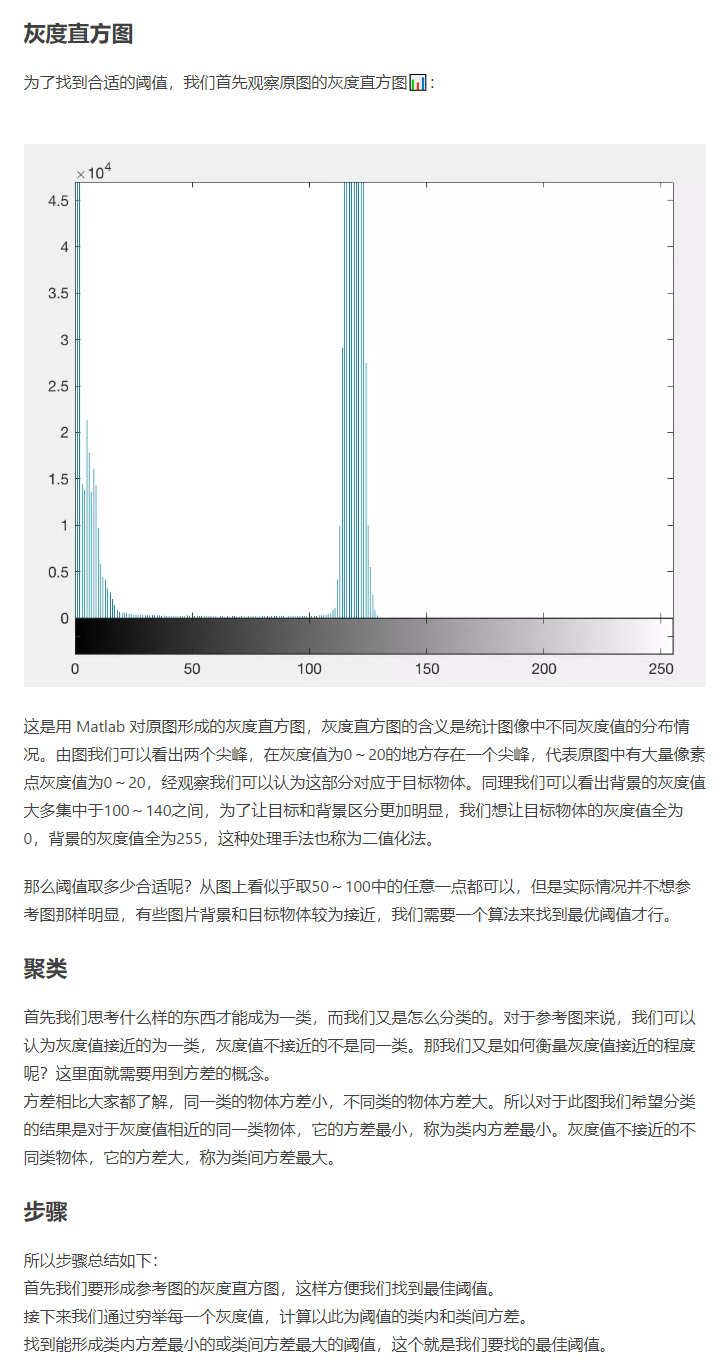 灰度直方图
为了找到合适的阈值，我们首先观察原图的灰度直方图📊：
×10⁴
4.5
4
3.5
3
2.5
2
1.5
1
0.5
0
0 50 100 150 200 250
这是用 Matlab 对原图形成的灰度直方图，灰度直方图的含义是统计图像中不同灰度值的分布情
况。由图我们可以看出两个尖峰，在灰度值为0～20的地方存在一个尖峰，代表原图中有大量像素
点灰度值为0～20，经观察我们可以认为这部分对应于目标物体。同理我们可以看出背景的灰度值
大多集中于100～140之间，为了让目标和背景区分更加明显，我们想让目标物体的灰度值全为
0，背景的灰度值全为255，这种处理手法也称为二值化法。
那么阈值取多少合适呢？从图上看似乎取50～100中的任意一点都可以，但是实际情况并不想参
考图那样明显，有些图片背景和目标物体较为接近，我们需要一个算法来找到最优阈值才行。
聚类
首先我们思考什么样的东西才能成为一类，而我们又是怎么分类的。对于参考图来说，我们可以
认为灰度值接近的为一类，灰度值不接近的不是同一类。那我们又是如何衡量灰度值接近的程度
呢？这里面就需要用到方差的概念。
方差相比大家都了解，同一类的物体方差小，不同类的物体方差大。所以对于此图我们希望分类
的结果是对于灰度值相近的同一类物体，它的方差最小，称为类内方差最小。灰度值不接近的不
同类物体，它的方差大，称为类间方差最大。
步骤
所以步骤总结如下：
首先我们要形成参考图的灰度直方图，这样方便我们找到最佳阈值。
接下来我们通过穷举每一个灰度值，计算以此为阈值的类内和类间方差。
找到能形成类内方差最小的或类间方差最大的阈值，这个就是我们要找的最佳阈值。